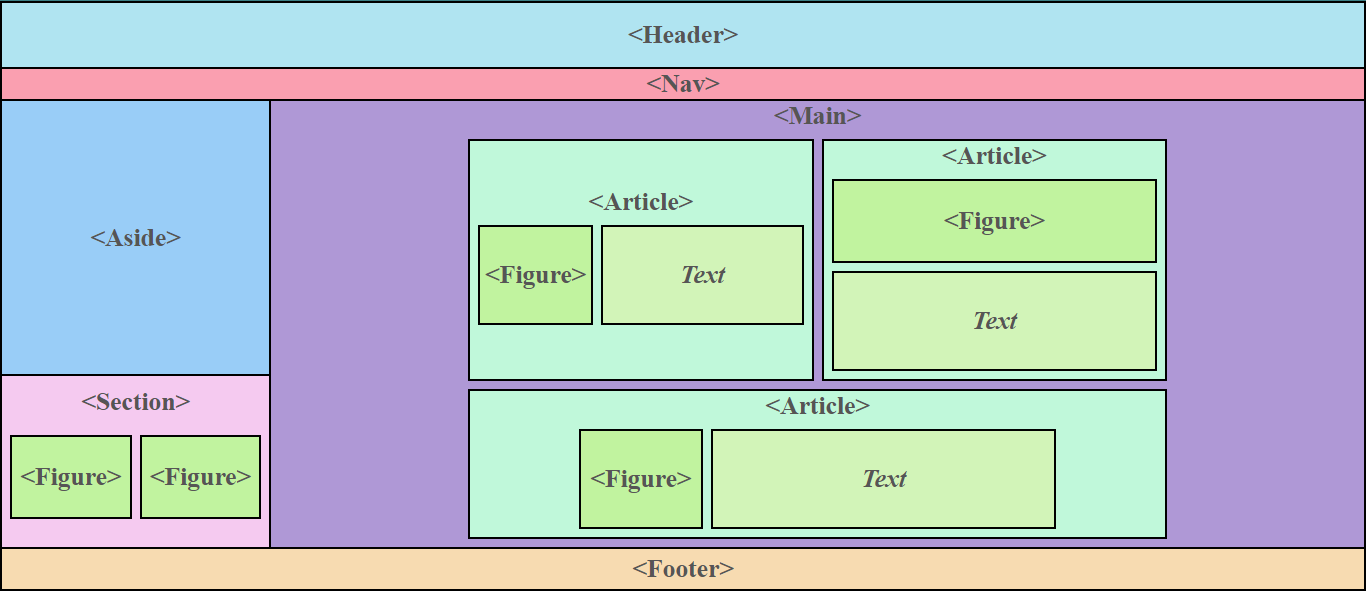 <Header>
<Nav>
<Aside>
<Section>
<Figure> <Figure>
<Main>
<Article>
<Figure> Text
<Article>
<Figure>
Text
<Article>
<Figure> Text
<Footer>